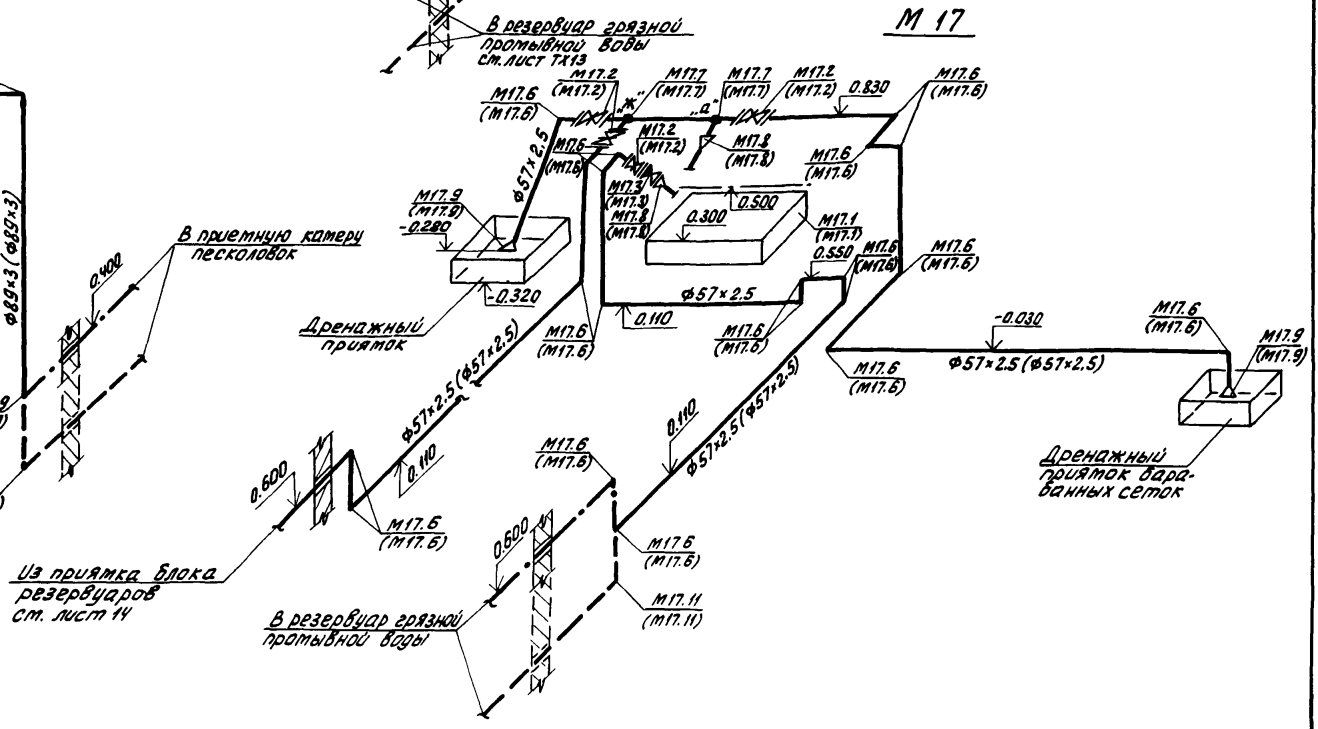 В резервуар грязной
промывной воды
см. лист ТХ13
М 17
М17.6
(М17.6)
М17.2
(М17.2)
М17.7
(М17.7)
М17.7
(М17.7)
М17.2
(М17.2)
0.830
М17.6
(М17.6)
„ж"
„а"
М17.6
(М17.6)
М17.2
(М17.2)
М17.8
(М17.8)
М17.6
(М17.6)
ф57×2.5
М17.9
(М17.9)
-0.280
М17.3
(М17.3)
М17.8
(М17.8)
0.500
0.300
М17.1
(М17.1)
0.550
М17.6
(М17.6)
М17.6
(М17.6)
ф89×3 (ф89×3)
В приемную камеру
песколовок
0.400
-0.320
Дренажный
приямок
М17.6
(М17.6)
0.110
ф57×2.5
М17.6
(М17.6)
М17.6
(М17.6)
-0.030
ф57×2.5 (ф57×2.5)
М17.6
(М17.6)
М17.9
(М17.9)
Дренажный
приямок бара-
банных сеток
ф57×2.5 (ф57×2.5)
0.110
0.110
ф57×2.5 (ф57×2.5)
0.600
М17.6
(М17.6)
М17.6
(М17.6)
Из приямка блока
резервуаров
см. лист 14
0.600
М17.6
(М17.6)
М17.11
(М17.11)
В резервуар грязной
промывной воды